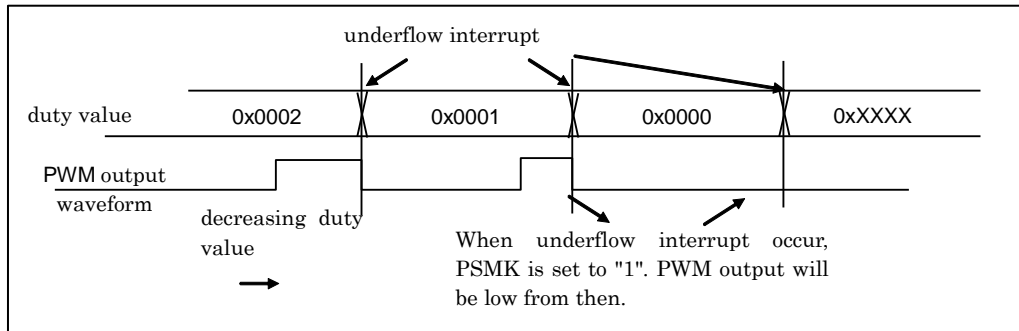 underflow interrupt
duty value
0x0002
0x0001
0x0000
0xXXXX
PWM output
waveform
decreasing duty
value
When underflow interrupt occur,
PSMK is set to "1". PWM output will
be low from then.